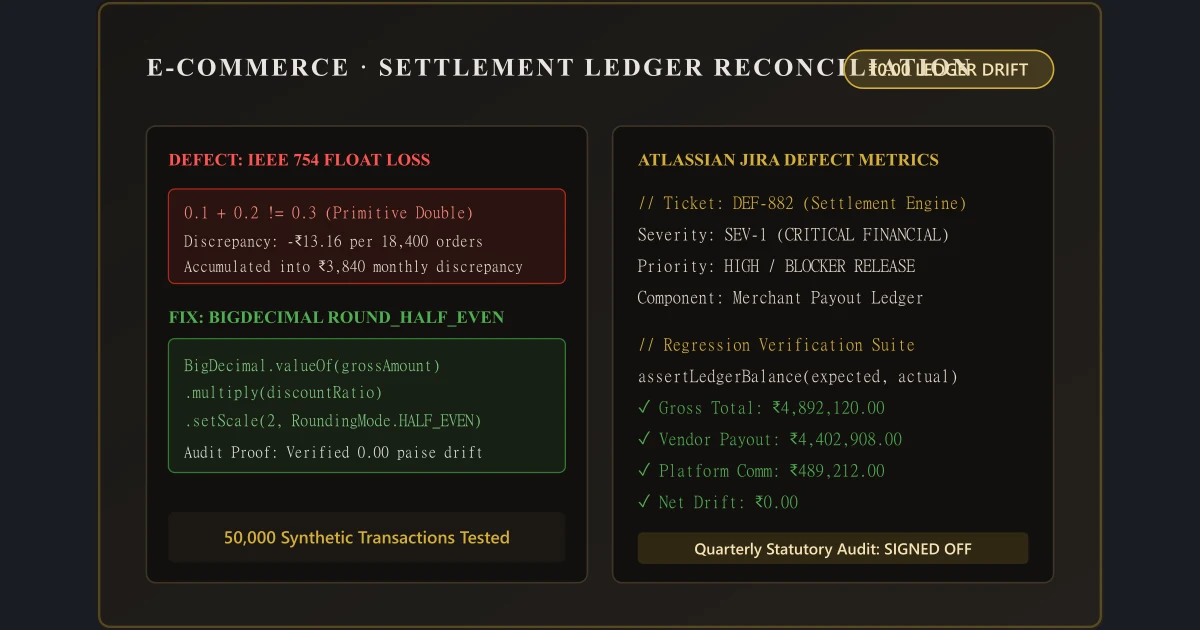 E-COMMERCE · SETTLEMENT LEDGER RECONCILIATION
₹0.00 LEDGER DRIFT
DEFECT: IEEE 754 FLOAT LOSS
0.1 + 0.2 != 0.3 (Primitive Double)
Discrepancy: -₹13.16 per 18,400 orders
Accumulated into ₹3,840 monthly discrepancy
FIX: BIGDECIMAL ROUND_HALF_EVEN
BigDecimal.valueOf(grossAmount)
.multiply(discountRatio)
.setScale(2, RoundingMode.HALF_EVEN)
Audit Proof: Verified 0.00 paise drift
50,000 Synthetic Transactions Tested
ATLASSIAN JIRA DEFECT METRICS
// Ticket: DEF-882 (Settlement Engine)
Severity: SEV-1 (CRITICAL FINANCIAL)
Priority: HIGH / BLOCKER RELEASE
Component: Merchant Payout Ledger
// Regression Verification Suite
assertLedgerBalance(expected, actual)
✓ Gross Total: ₹4,892,120.00
✓ Vendor Payout: ₹4,402,908.00
✓ Platform Comm: ₹489,212.00
✓ Net Drift: ₹0.00
Quarterly Statutory Audit: SIGNED OFF